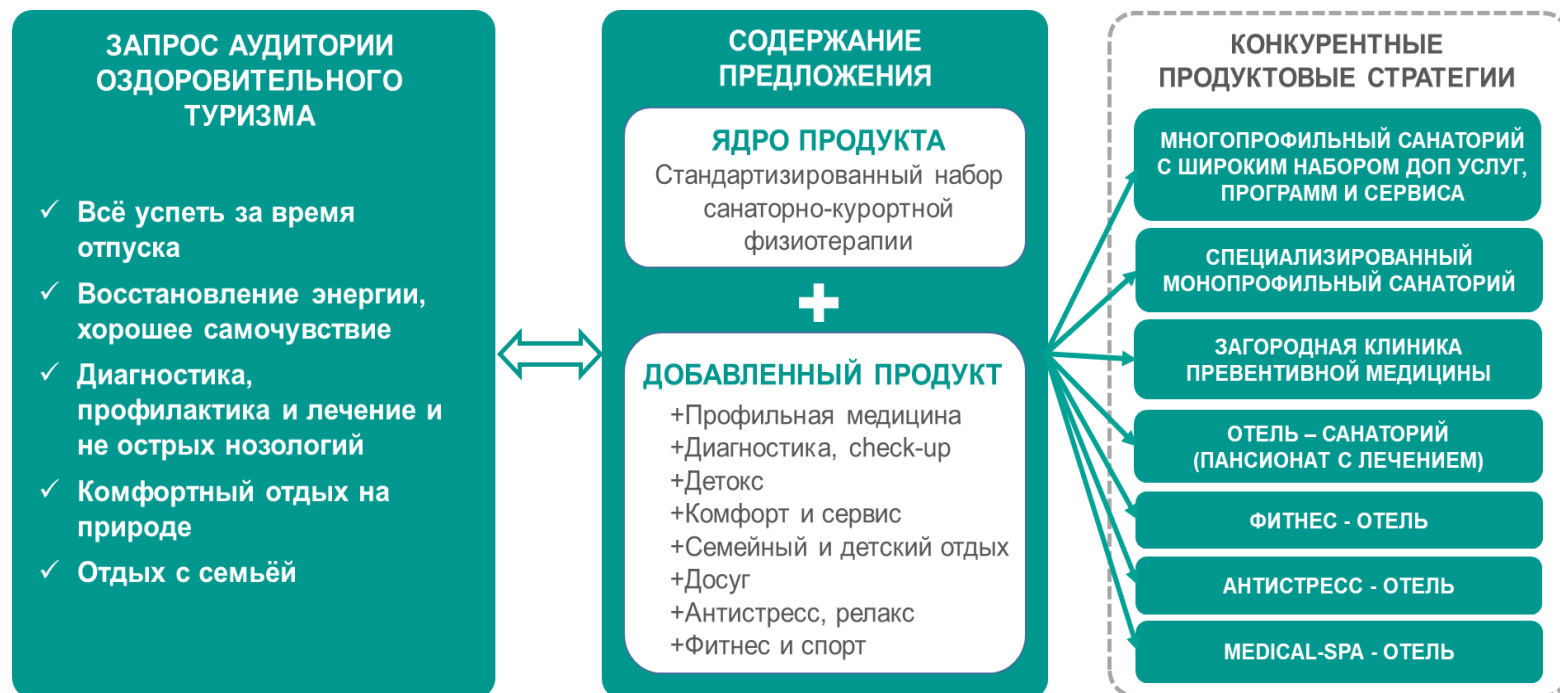 ЗАПРОС АУДИТОРИИ
ОЗДОРОВИТЕЛЬНОГО
ТУРИЗМА
✓ Всё успеть за время
отпуска
✓ Восстановление энергии,
хорошее самочувствие
✓ Диагностика,
профилактика и лечение и
не острых нозологий
✓ Комфортный отдых на
природе
✓ Отдых с семьёй
СОДЕРЖАНИЕ
ПРЕДЛОЖЕНИЯ
ЯДРО ПРОДУКТА
Стандартизированный набор
санаторно-курортной
физиотерапии
+
ДОБАВЛЕННЫЙ ПРОДУКТ
+Профильная медицина
+Диагностика, check-up
+Детокс
+Комфорт и сервис
+Семейный и детский отдых
+Досуг
+Антистресс, релакс
+Фитнес и спорт
КОНКУРЕНТНЫЕ
ПРОДУКТОВЫЕ СТРАТЕГИИ
МНОГОПРОФИЛЬНЫЙ САНАТОРИЙ
С ШИРОКИМ НАБОРОМ ДОП УСЛУГ,
ПРОГРАММ И СЕРВИСА
СПЕЦИАЛИЗИРОВАННЫЙ
МОНОПРОФИЛЬНЫЙ САНАТОРИЙ
ЗАГОРОДНАЯ КЛИНИКА
ПРЕВЕНТИВНОЙ МЕДИЦИНЫ
ОТЕЛЬ – САНАТОРИЙ
(ПАНСИОНАТ С ЛЕЧЕНИЕМ)
ФИТНЕС - ОТЕЛЬ
АНТИСТРЕСС - ОТЕЛЬ
MEDICAL-SPA - ОТЕЛЬ